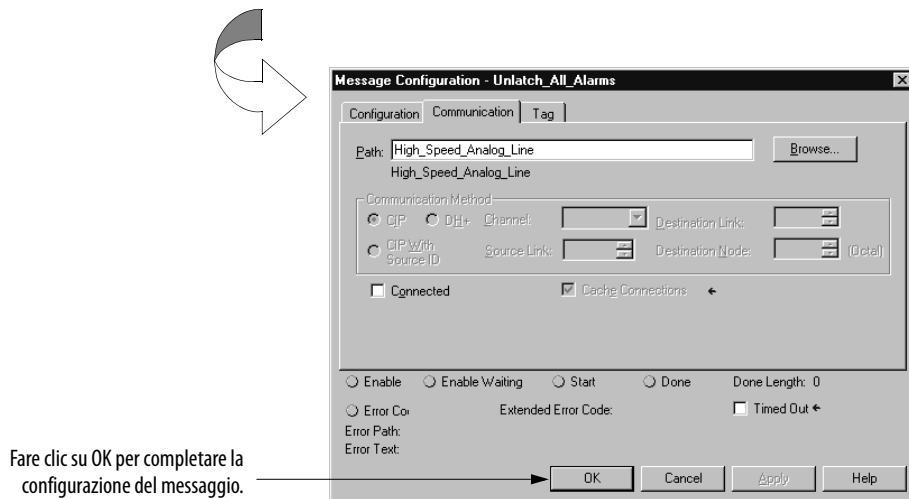 Message Configuration - Unlatch_All_Alarms
Configuration Communication Tag
Path: High_Speed_Analog_Line Browse...
High_Speed_Analog_Line
Communication Method
CIP DH+ Channel: Destination Link:
CIP With Source ID Source Link: Destination Node: (Octal)
Connected Cache Connections
Enable Enable Waiting Start Done Done Length: 0
Error Co Extended Error Code: Timed Out
Error Path:
Error Text:
Fare clic su OK per completare la
configurazione del messaggio.
OK Cancel Apply Help